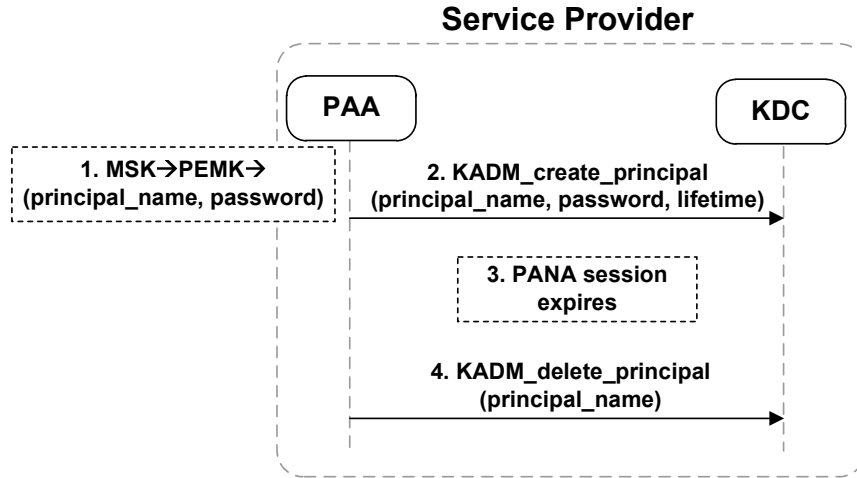 Service Provider
PAA
KDC
1. MSK→PEMK→
(principal_name, password)
2. KADM_create_principal
(principal_name, password, lifetime)
3. PANA session
expires
4. KADM_delete_principal
(principal_name)